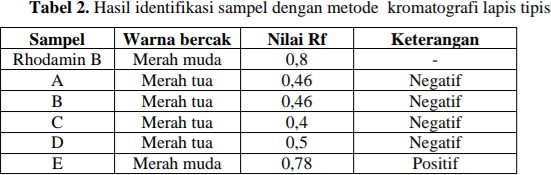 Tabel 2. Hasil identifikasi sampel dengan metode kromatografi lapis tipis
Sampel Warna bercak Nilai Rf Keterangan
Rhodamin B Merah muda 0,8 -
A Merah tua 0,46 Negatif
B Merah tua 0,46 Negatif
C Merah tua 0,4 Negatif
D Merah tua 0,5 Negatif
E Merah muda 0,78 Positif